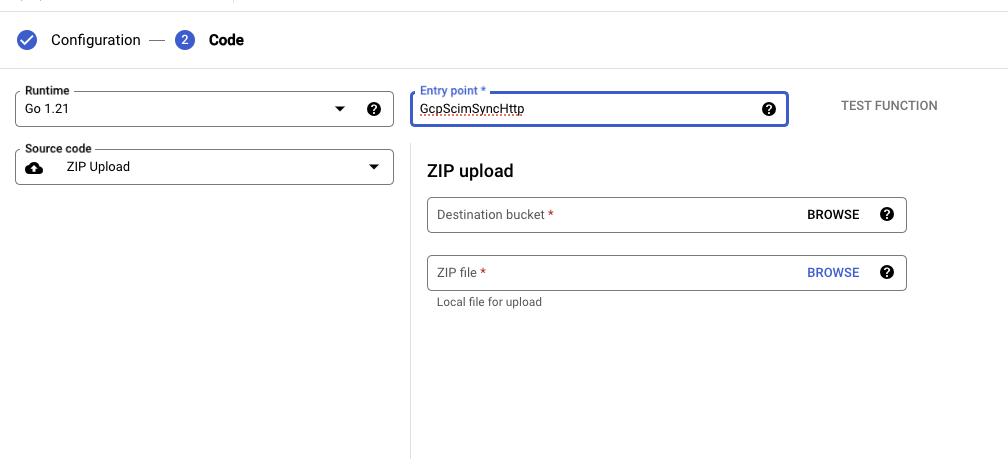 Configuration — 2 Code
Runtime
Go 1.21
Entry point *
GcpScimSyncHttp
TEST FUNCTION
Source code
ZIP Upload
ZIP upload
Destination bucket * BROWSE
ZIP file * BROWSE
Local file for upload